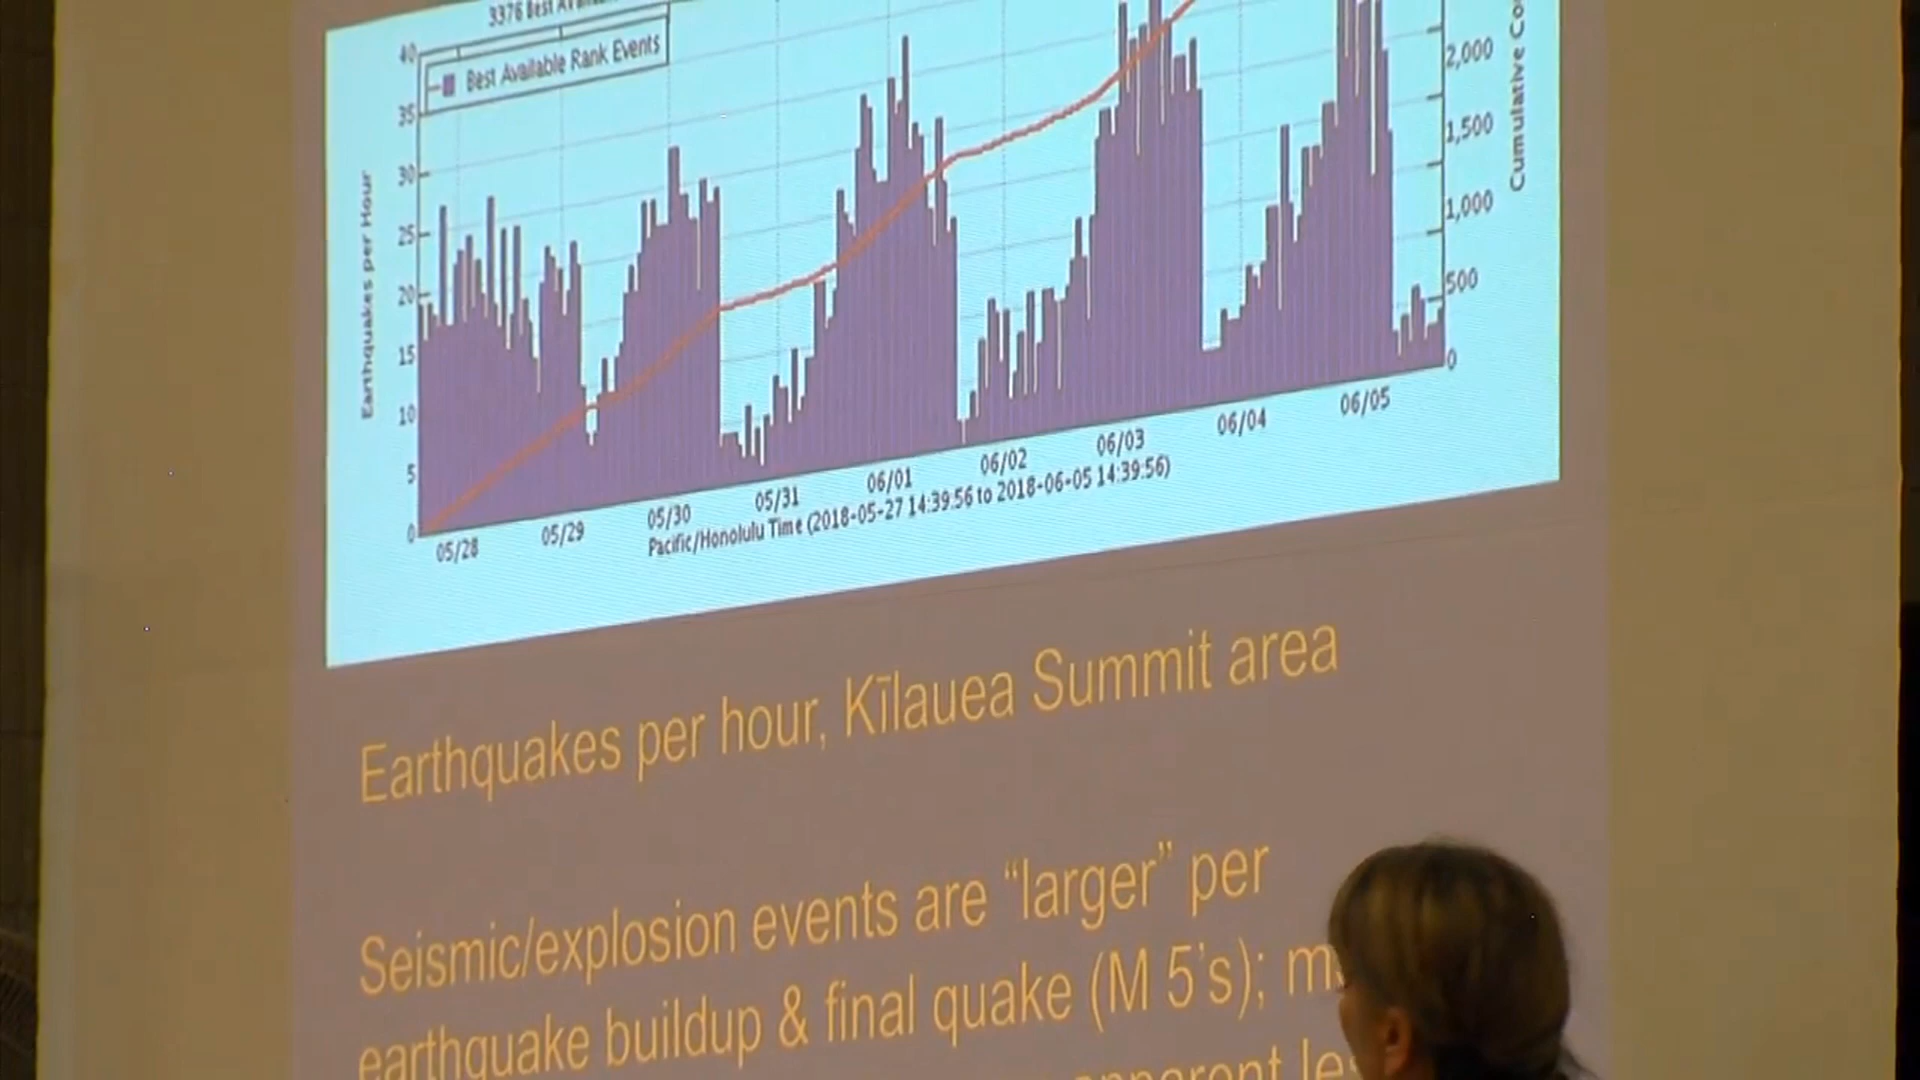 3376 Best
Best Available Rank Events
40
35
30
25
20
15
10
5
0
Earthquakes per Hour
2,000
1,500
1,000
500
0
Cumulative
05/28 05/29 05/30 05/31 06/01 06/02 06/03 06/04 06/05
Pacific/Honolulu Time (2018-05-27 14:39:56 to 2018-06-05 14:39:56)
Earthquakes per hour, Kīlauea Summit area
Seismic/explosion events are “larger” per
earthquake buildup & final quake (M 5’s);